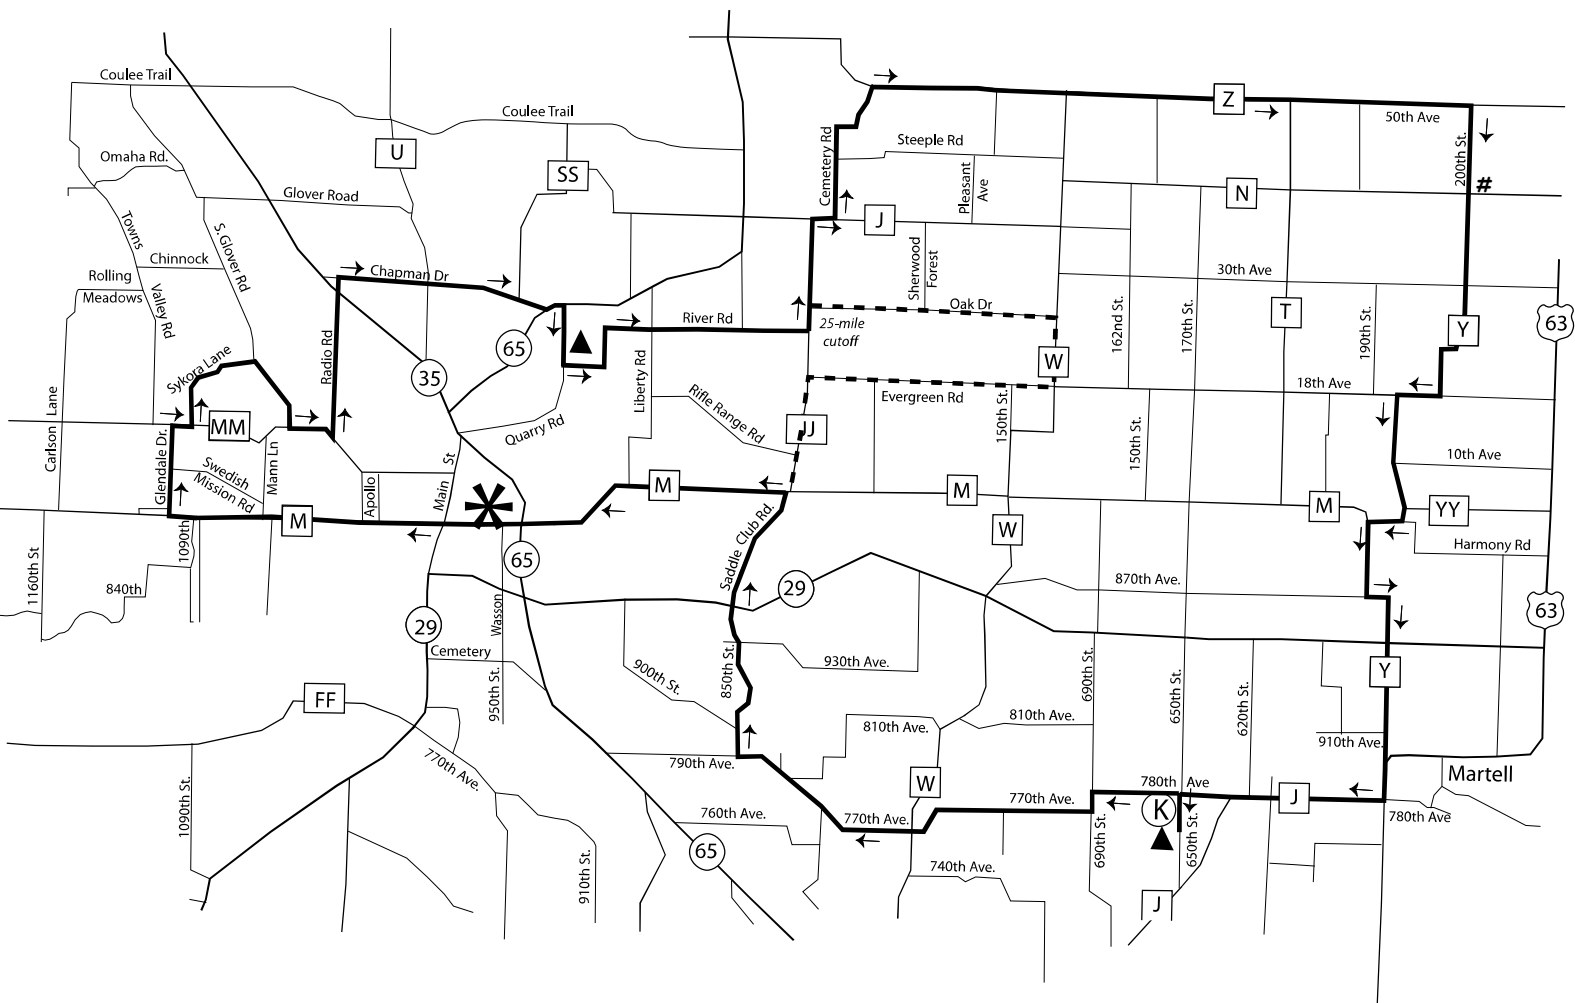 Coulee Trail
Coulee Trail
Z
50th Ave
200th St.
#
U
Omaha Rd.
SS
Steeple Rd
Cemetery Rd
Pleasant
Ave
N
Glover Road
Towns
Valley Rd
S. Glover Rd
J
Chinnock
Rolling
Meadows
Chapman Dr
Sherwood
Forest
30th Ave
Oak Dr
River Rd
25-mile
cutoff
T
162nd St.
170th St.
190th St.
Y
63
65
35
Radio Rd
Sykora Lane
W
Liberty Rd
Rifle Range Rd
Evergreen Rd
18th Ave
Carlson Lane
MM
Quarry Rd
JJ
150th St.
150th St.
Glendale Dr.
Swedish
Mission Rd
Mann Ln
Apollo
Main St
10th Ave
M
M
M
M
YY
Saddle Club Rd.
W
Harmony Rd
1160th St
1090th
840th
65
29
870th Ave.
63
29
Wasson
Cemetery
950th St.
900th St.
850th St.
930th Ave.
690th St.
650th St.
620th St.
Y
FF
810th Ave.
810th Ave.
910th Ave.
770th Ave.
790th Ave.
Martell
W
780th Ave
J
770th Ave.
K
780th Ave
1090th St.
760th Ave.
770th Ave.
690th St.
650th St.
65
910th St.
740th Ave.
J